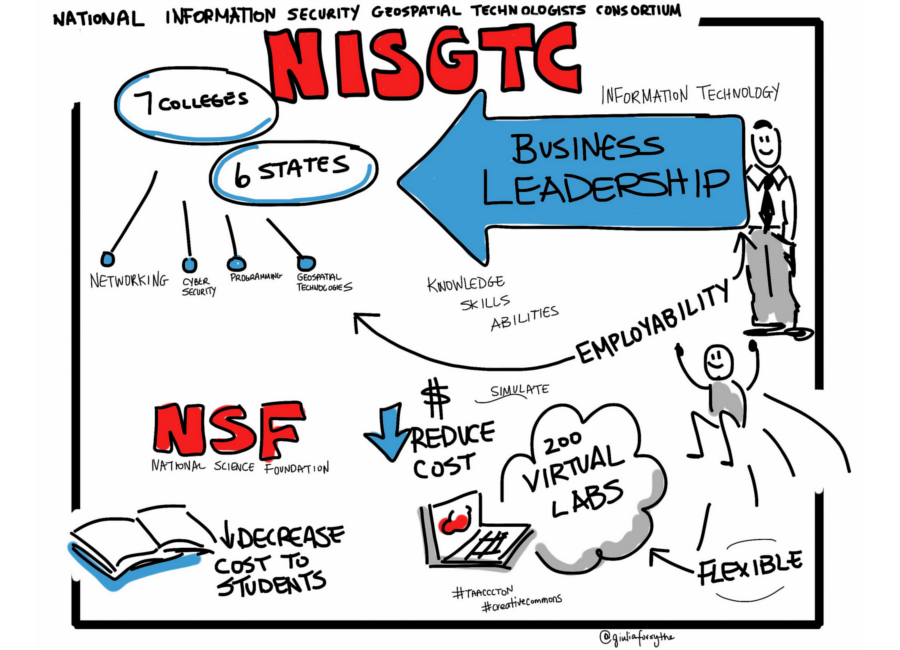 NATIONAL INFORMATION SECURITY GEOSPATIAL TECHNOLOGISTS CONSORTIUM
NISGTC
7 COLLEGES
6 STATES
INFORMATION TECHNOLOGY
BUSINESS
LEADERSHIP
NETWORKING
CYBER
SECURITY
PROGRAMMING
GEOSPATIAL
TECHNOLOGIES
KNOWLEDGE
SKILLS
ABILITIES
EMPLOYABILITY
SIMULATE
NSF
NATIONAL SCIENCE FOUNDATION
$
REDUCE
COST
200
VIRTUAL
LABS
DECREASE
COST TO
STUDENTS
FLEXIBLE
#TAACCCTON
#creativecommons
@giuliaforsythe